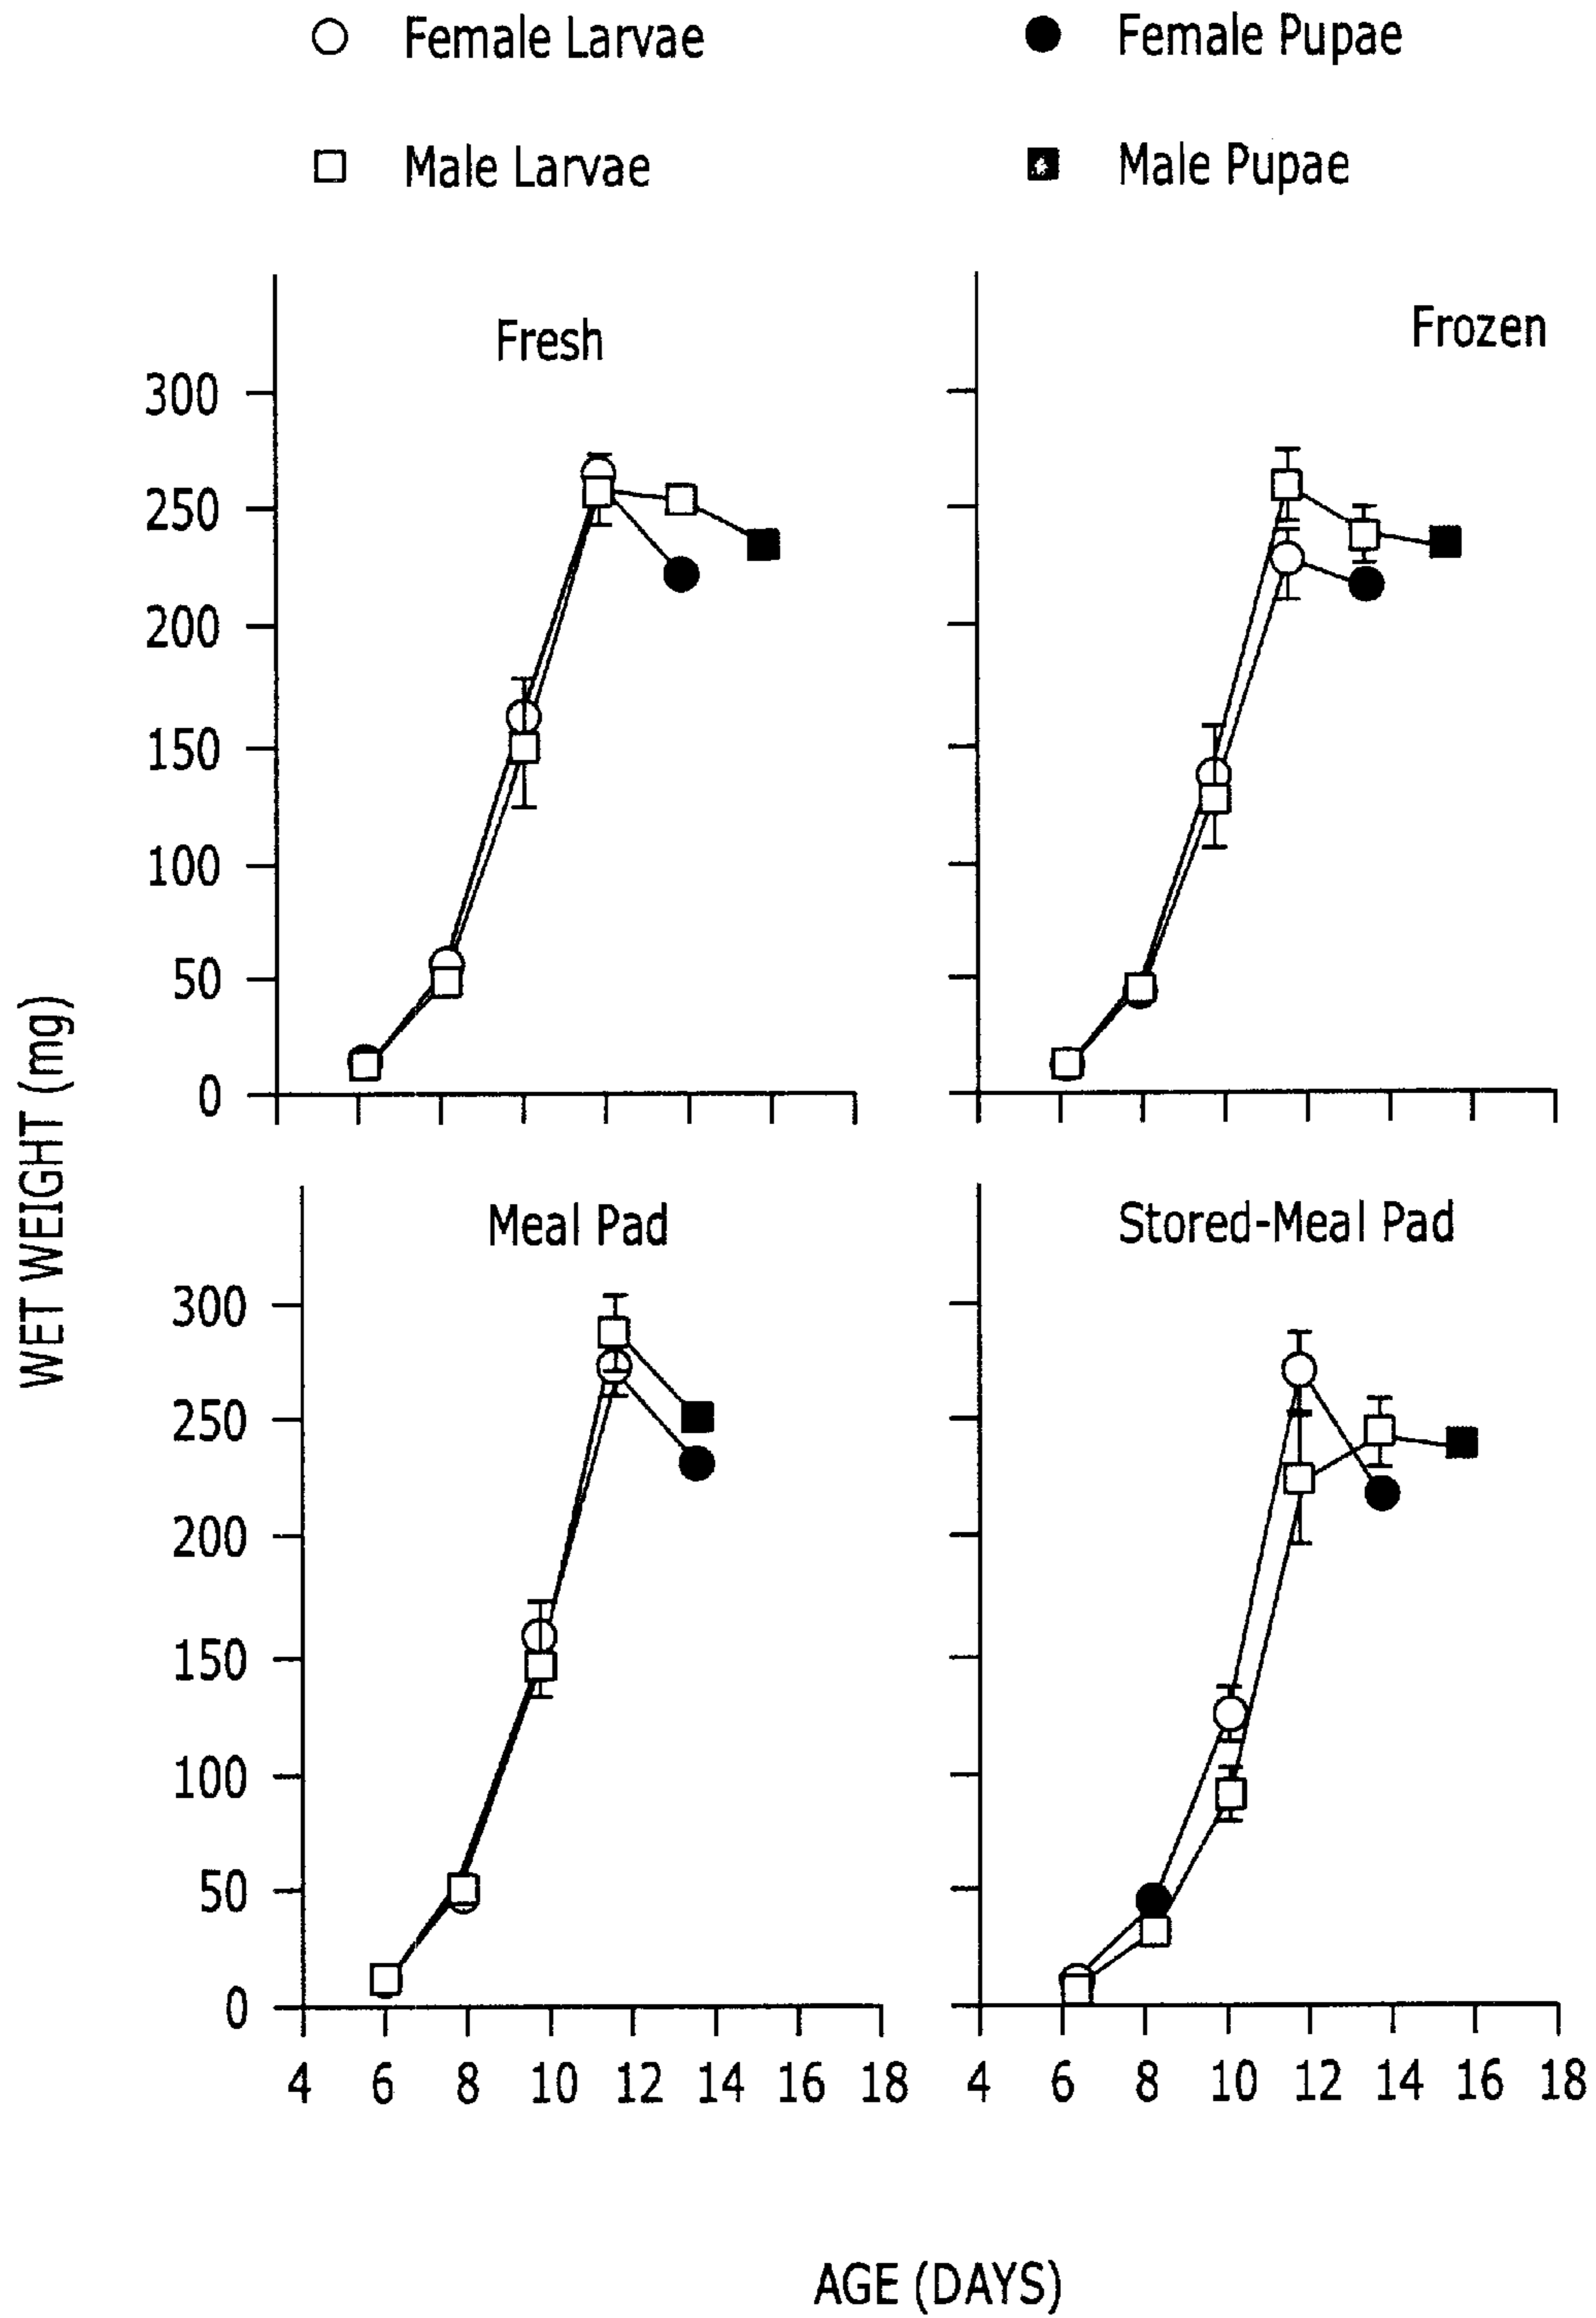 Female Larvae
Female Pupae
Male Larvae
Male Pupae
Fresh
Frozen
300
250
200
150
100
50
0
WET WEIGHT (mg)
Meal Pad
Stored-Meal Pad
300
250
200
150
100
50
0
4 6 8 10 12 14 16 18
4 6 8 10 12 14 16 18
AGE (DAYS)